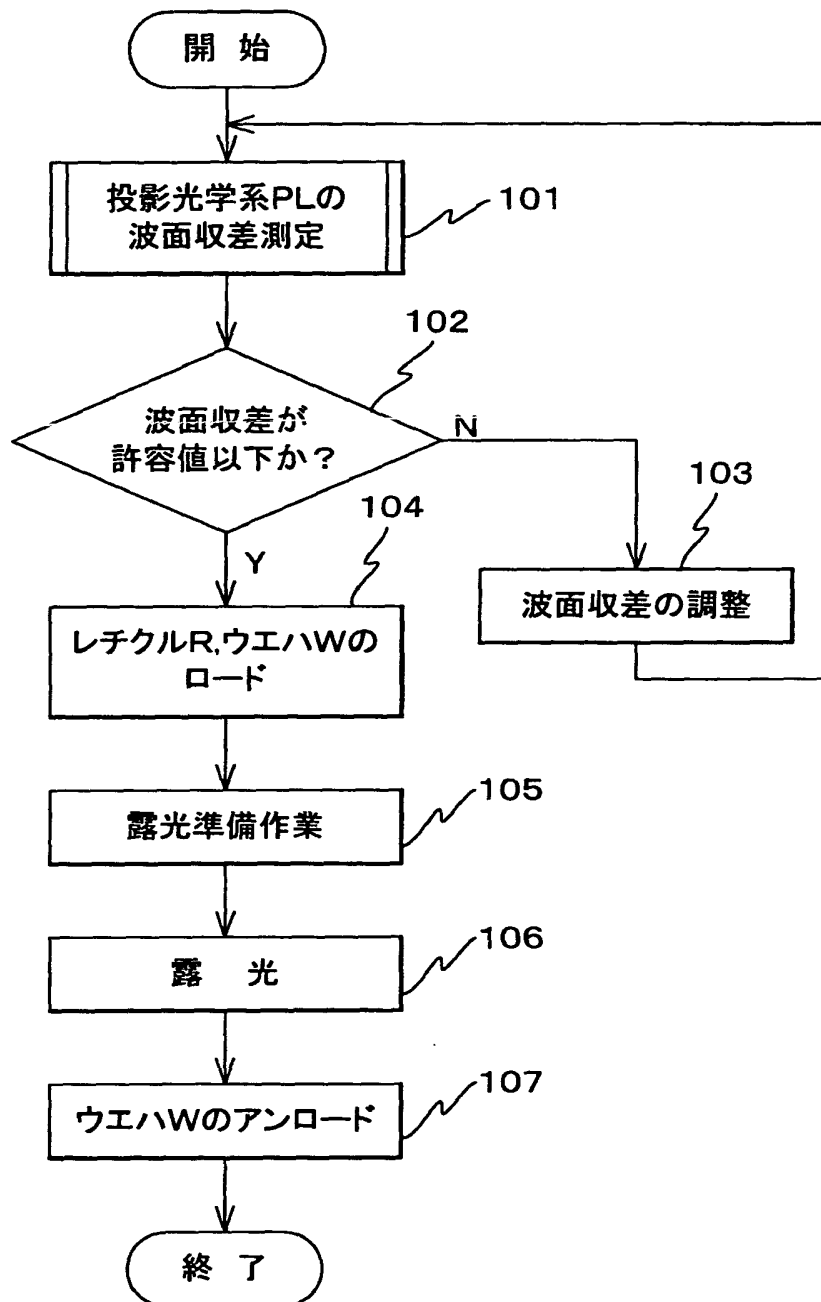 開 始
投影光学系PLの
波面収差測定
101
102
波面収差が
許容値以下か？
N
103
104
Y
波面収差の調整
レチクルR,ウエハWの
ロード
105
露光準備作業
106
露 光
107
ウエハWのアンロード
終 了